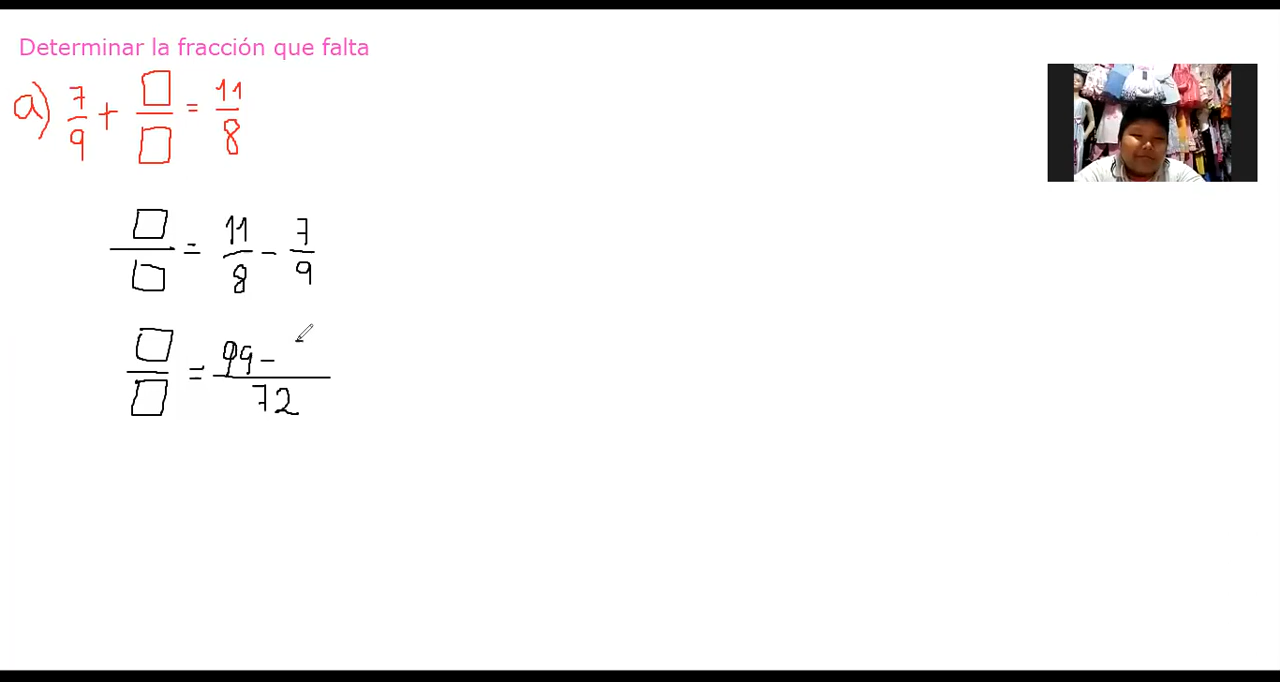 Determinar la fracción que falta
a) 7/9 + □/□ = 11/8
□/□ = 11/8 - 7/9
□/□ = 99 - /72